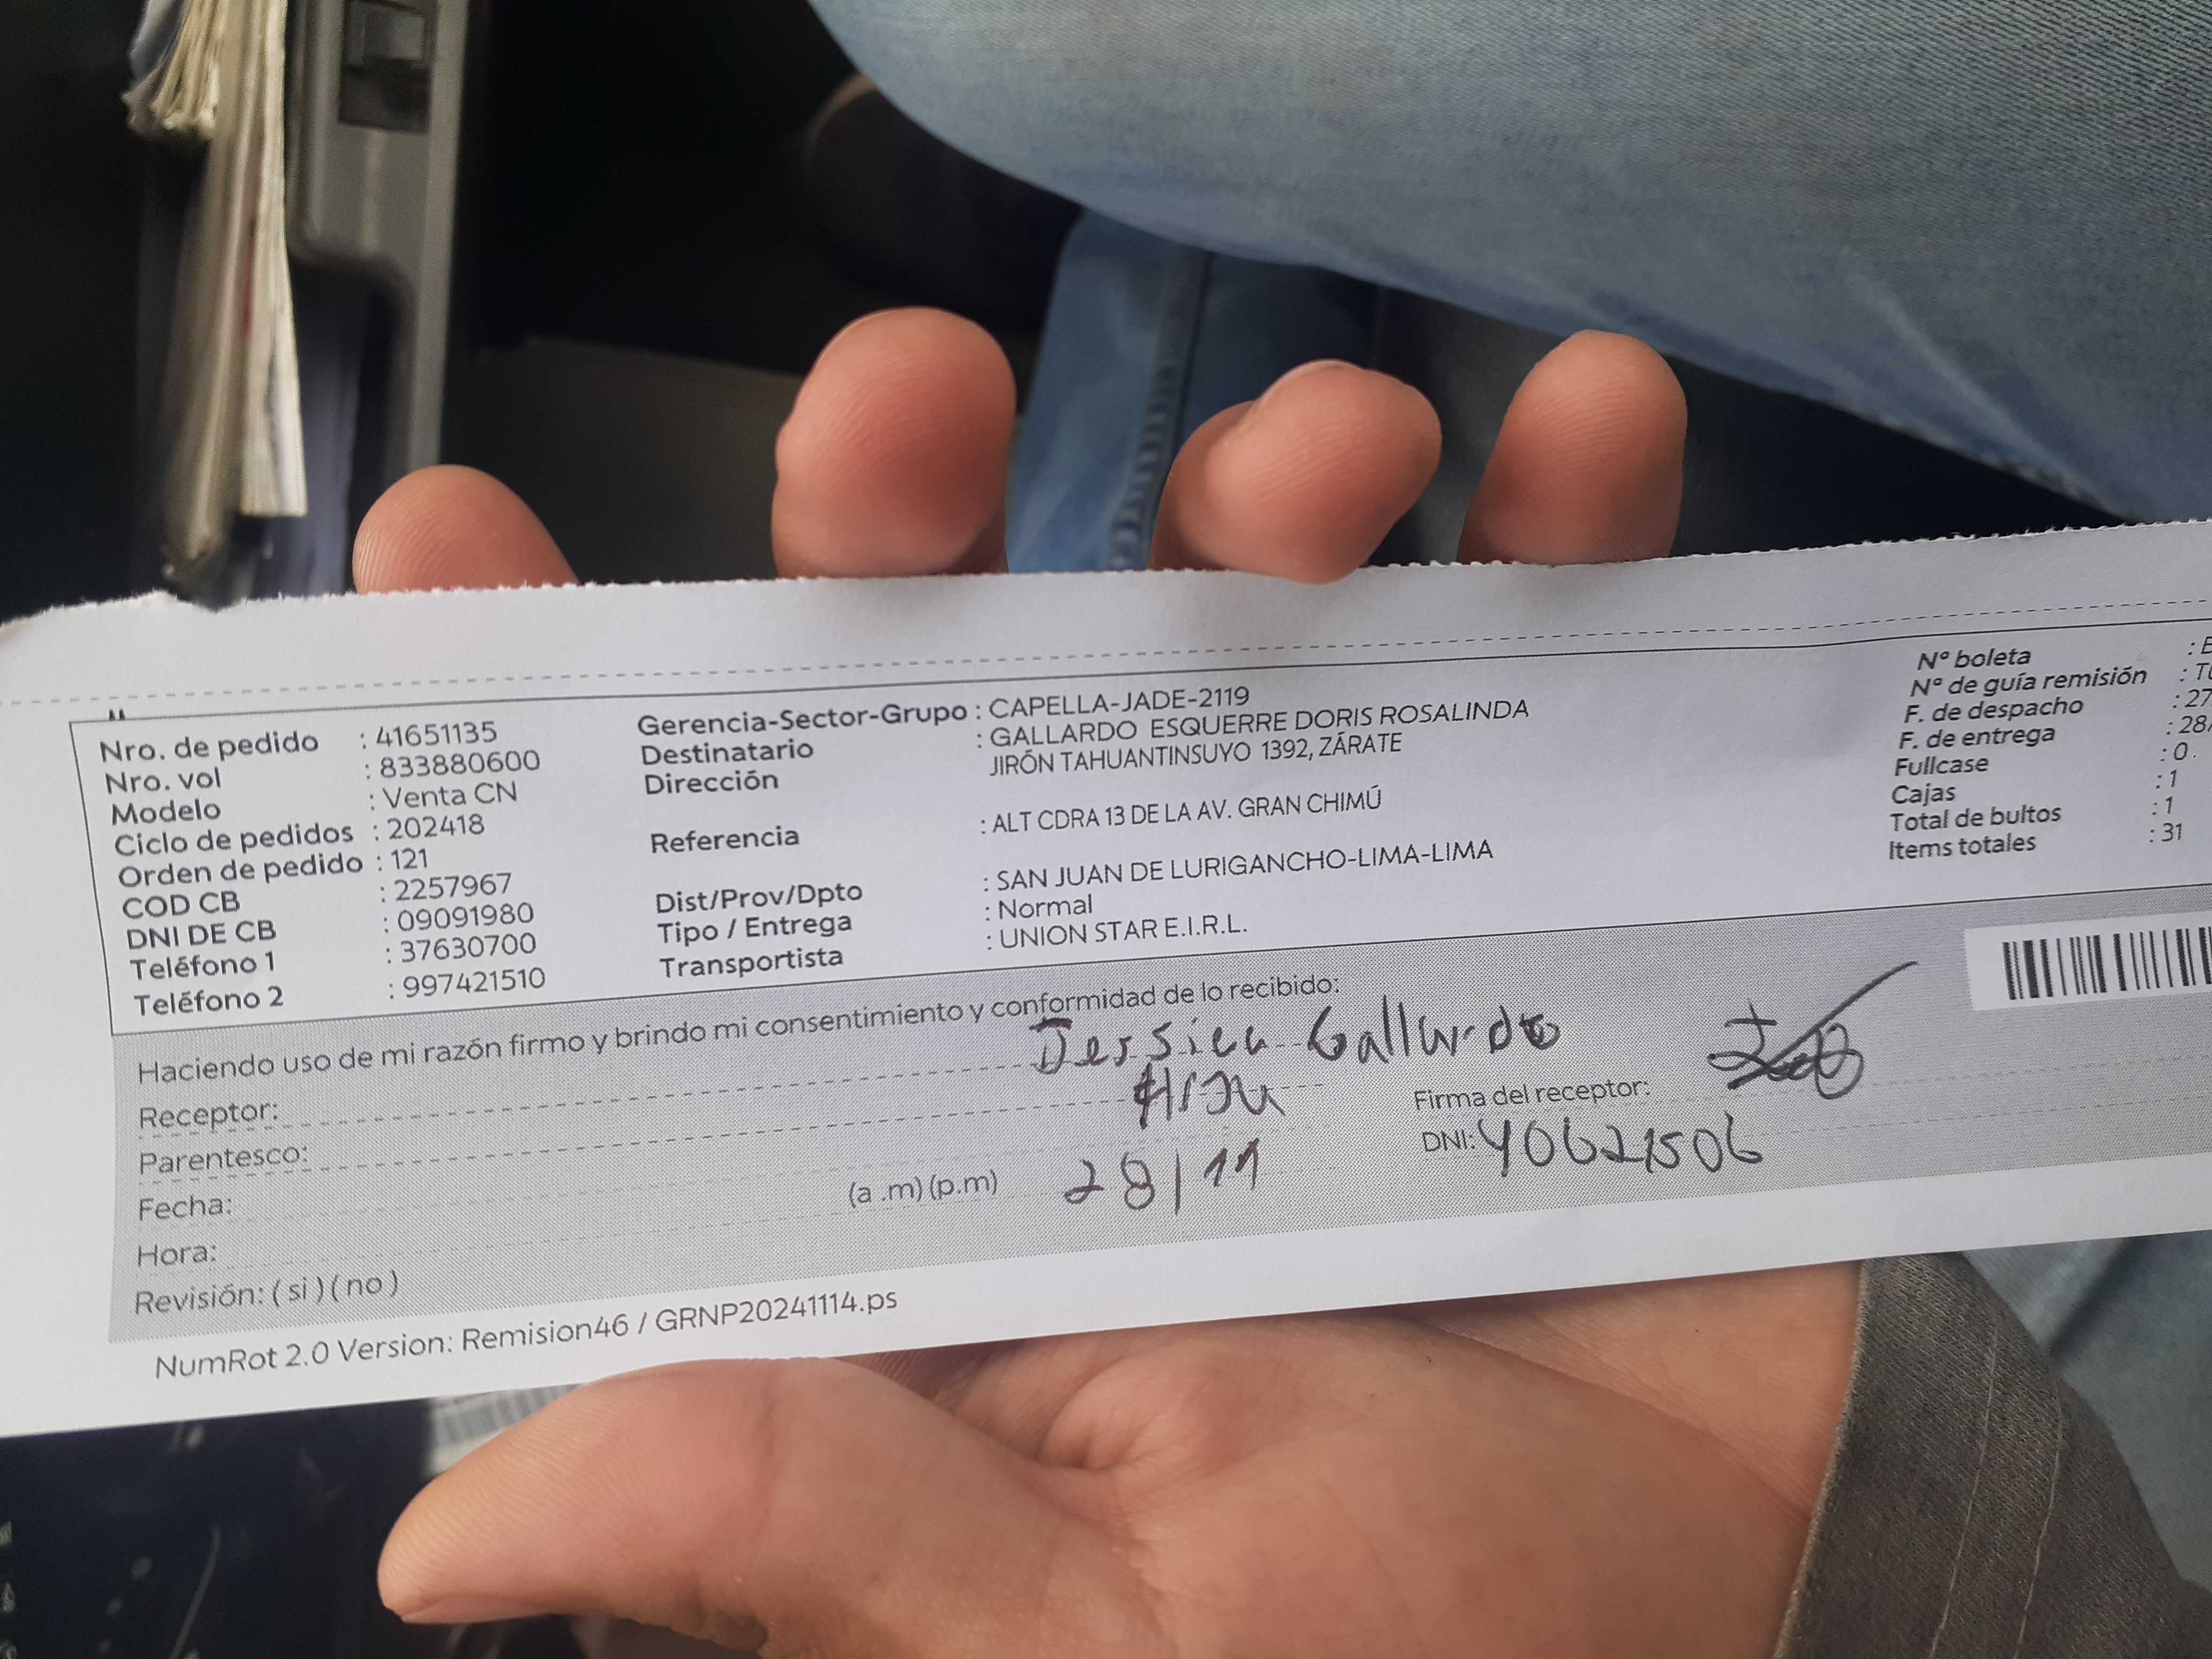 Nro. de pedido : 41651135
Nro. vol : 833880600
Modelo : Venta CN
Ciclo de pedidos : 202418
Orden de pedido : 121
COD CB : 2257967
DNI DE CB : 09091980
Teléfono 1 : 37630700
Teléfono 2 : 997421510
Gerencia-Sector-Grupo : CAPELLA-JADE-2119
Destinatario : GALLARDO ESQUERRE DORIS ROSALINDA
Dirección JIRÓN TAHUANTINSUYO 1392, ZÁRATE
Referencia : ALT CDRA 13 DE LA AV. GRAN CHIMÚ
Dist/Prov/Dpto : SAN JUAN DE LURIGANCHO-LIMA-LIMA
Tipo / Entrega : Normal
Transportista : UNION STAR E.I.R.L.
N° boleta :
N° de guía remisión :
F. de despacho : 27
F. de entrega : 28/
Fullcase : 0
Cajas : 1
Total de bultos : 1
Items totales : 31
Haciendo uso de mi razón firmo y brindo mi consentimiento y conformidad de lo recibido:
Receptor: Jessica Gallardo
Parentesco:
Firma del receptor:
Fecha: 28/11
DNI: 40621506
Hora: (a .m) (p.m)
Revisión: ( si ) ( no )
NumRot 2.0 Version: Remision46 / GRNP20241114.ps